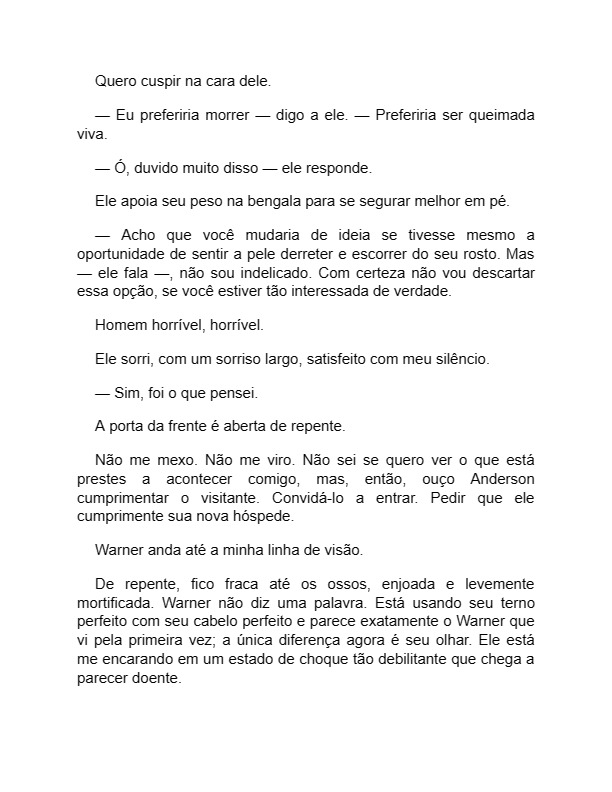 Quero cuspir na cara dele.
— Eu preferiria morrer — digo a ele. — Preferiria ser queimada
viva.
— Ó, duvido muito disso — ele responde.
Ele apoia seu peso na bengala para se segurar melhor em pé.
— Acho que você mudaria de ideia se tivesse mesmo a
oportunidade de sentir a pele derreter e escorrer do seu rosto. Mas
— ele fala —, não sou indelicado. Com certeza não vou descartar
essa opção, se você estiver tão interessada de verdade.
Homem horrível, horrível.
Ele sorri, com um sorriso largo, satisfeito com meu silêncio.
— Sim, foi o que pensei.
A porta da frente é aberta de repente.
Não me mexo. Não me viro. Não sei se quero ver o que está
prestes a acontecer comigo, mas, então, ouço Anderson
cumprimentar o visitante. Convidá-lo a entrar. Pedir que ele
cumprimente sua nova hóspede.
Warner anda até a minha linha de visão.
De repente, fico fraca até os ossos, enjoada e levemente
mortificada. Warner não diz uma palavra. Está usando seu terno
perfeito com seu cabelo perfeito e parece exatamente o Warner que
vi pela primeira vez; a única diferença agora é seu olhar. Ele está
me encarando em um estado de choque tão debilitante que chega a
parecer doente.